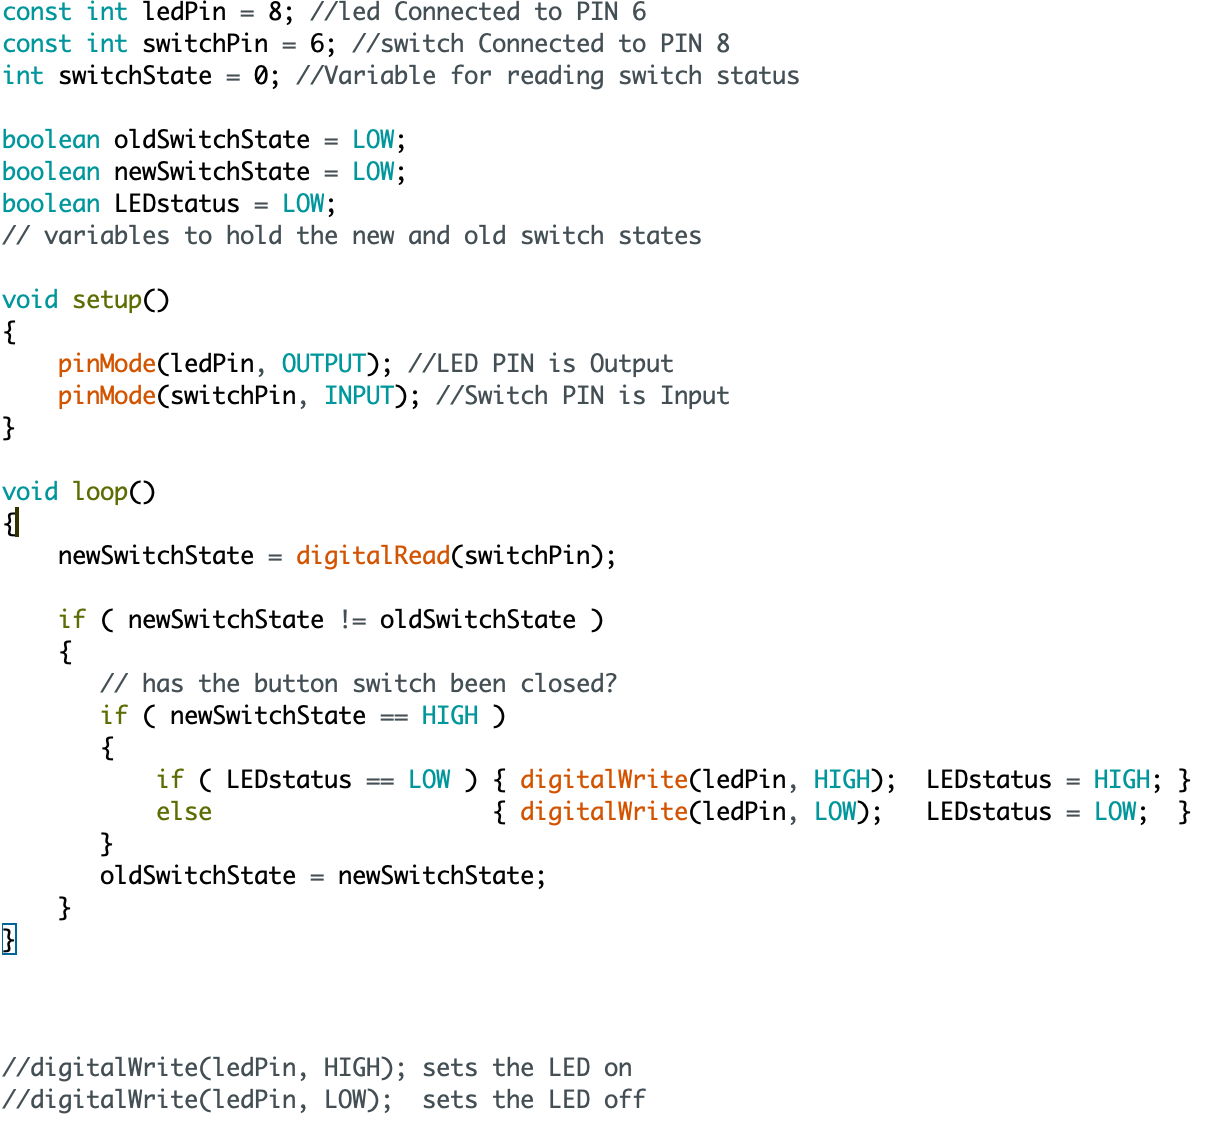 const int ledPin = 8; //led Connected to PIN 6
const int switchPin = 6; //switch Connected to PIN 8
int switchState = 0; //Variable for reading switch status
boolean oldSwitchState = LOW;
boolean newSwitchState = LOW;
boolean LEDstatus = LOW;
// variables to hold the new and old switch states
void setup()
{
    pinMode(ledPin, OUTPUT); //LED PIN is Output
    pinMode(switchPin, INPUT); //Switch PIN is Input
}
void loop()
{
    newSwitchState = digitalRead(switchPin);
    if ( newSwitchState != oldSwitchState )
    {
       // has the button switch been closed?
       if ( newSwitchState == HIGH )
       {
           if ( LEDstatus == LOW ) { digitalWrite(ledPin, HIGH);  LEDstatus = HIGH; }
           else                    { digitalWrite(ledPin, LOW);   LEDstatus = LOW;  }
       }
       oldSwitchState = newSwitchState;
    }
}
//digitalWrite(ledPin, HIGH); sets the LED on
//digitalWrite(ledPin, LOW);  sets the LED off